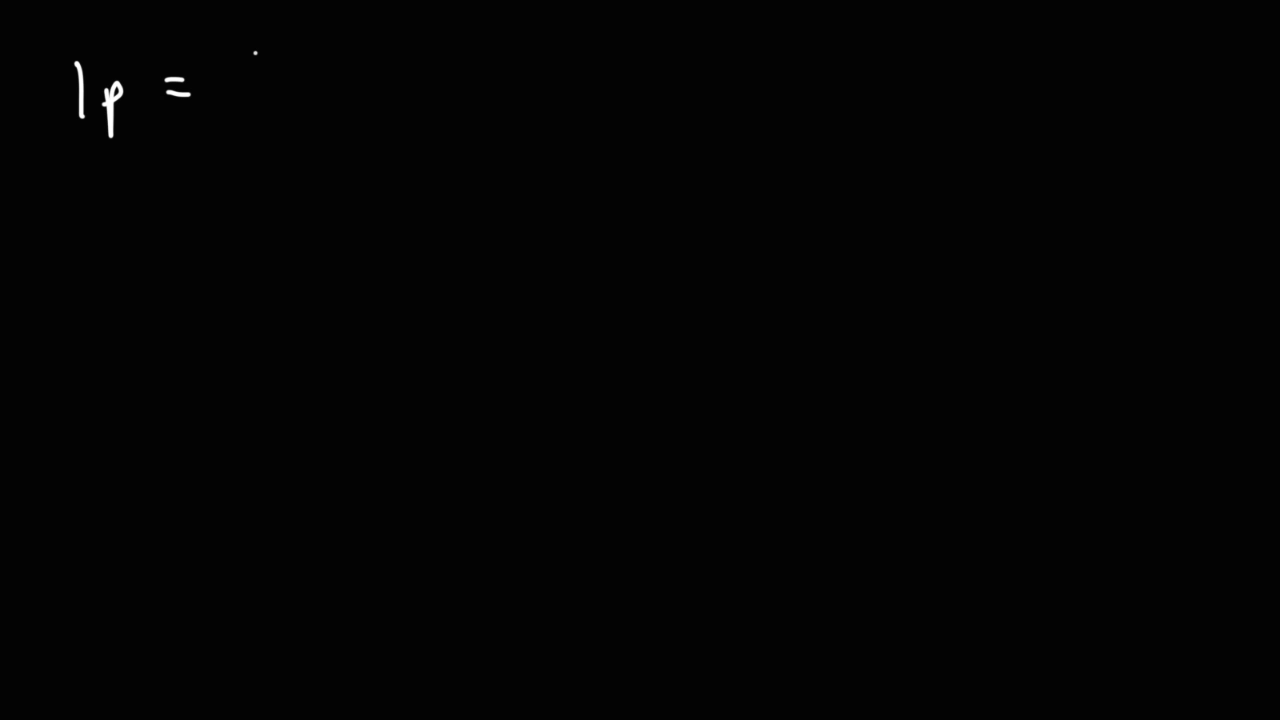 1p =